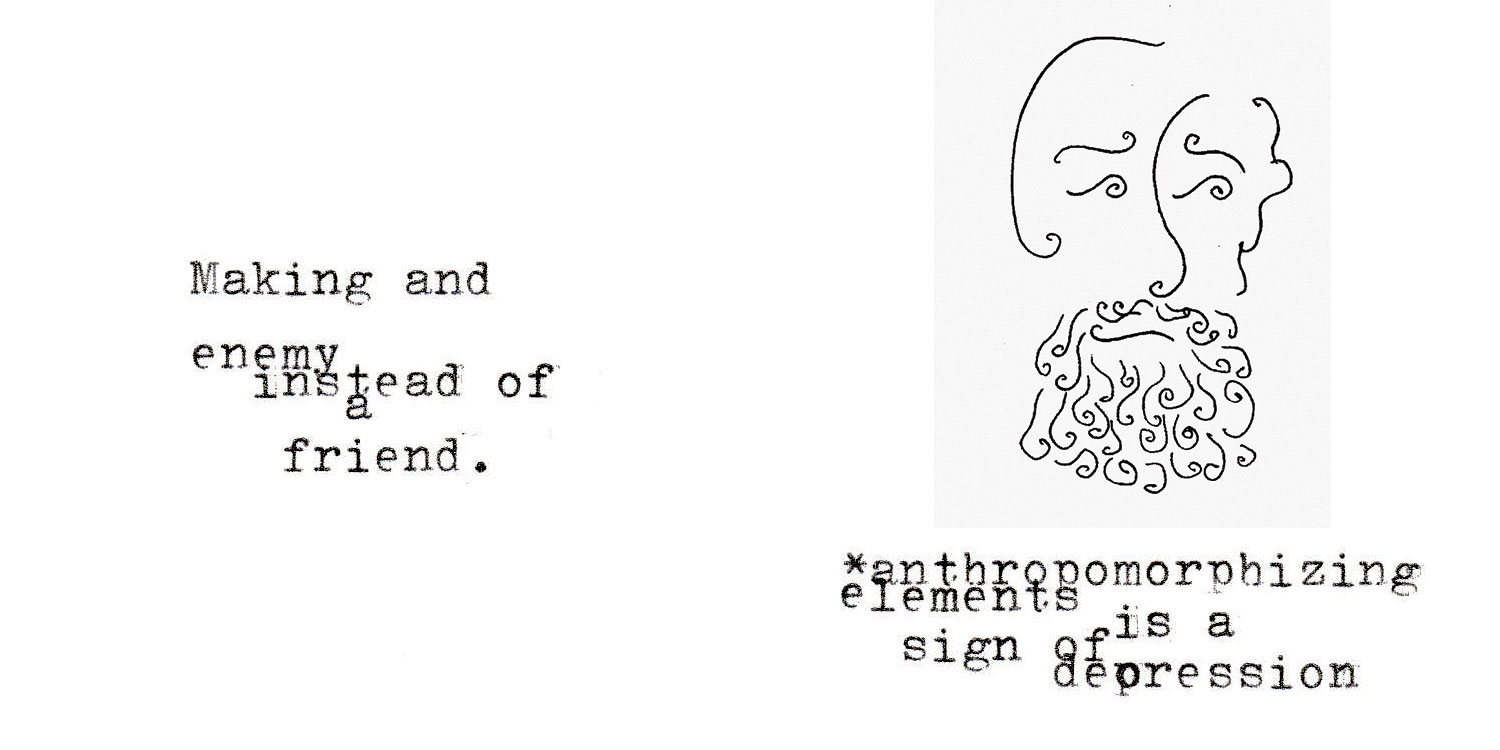 Making and
enemy
instead of
a
friend.
*anthropomorphizing
elements
is a
sign of
depression